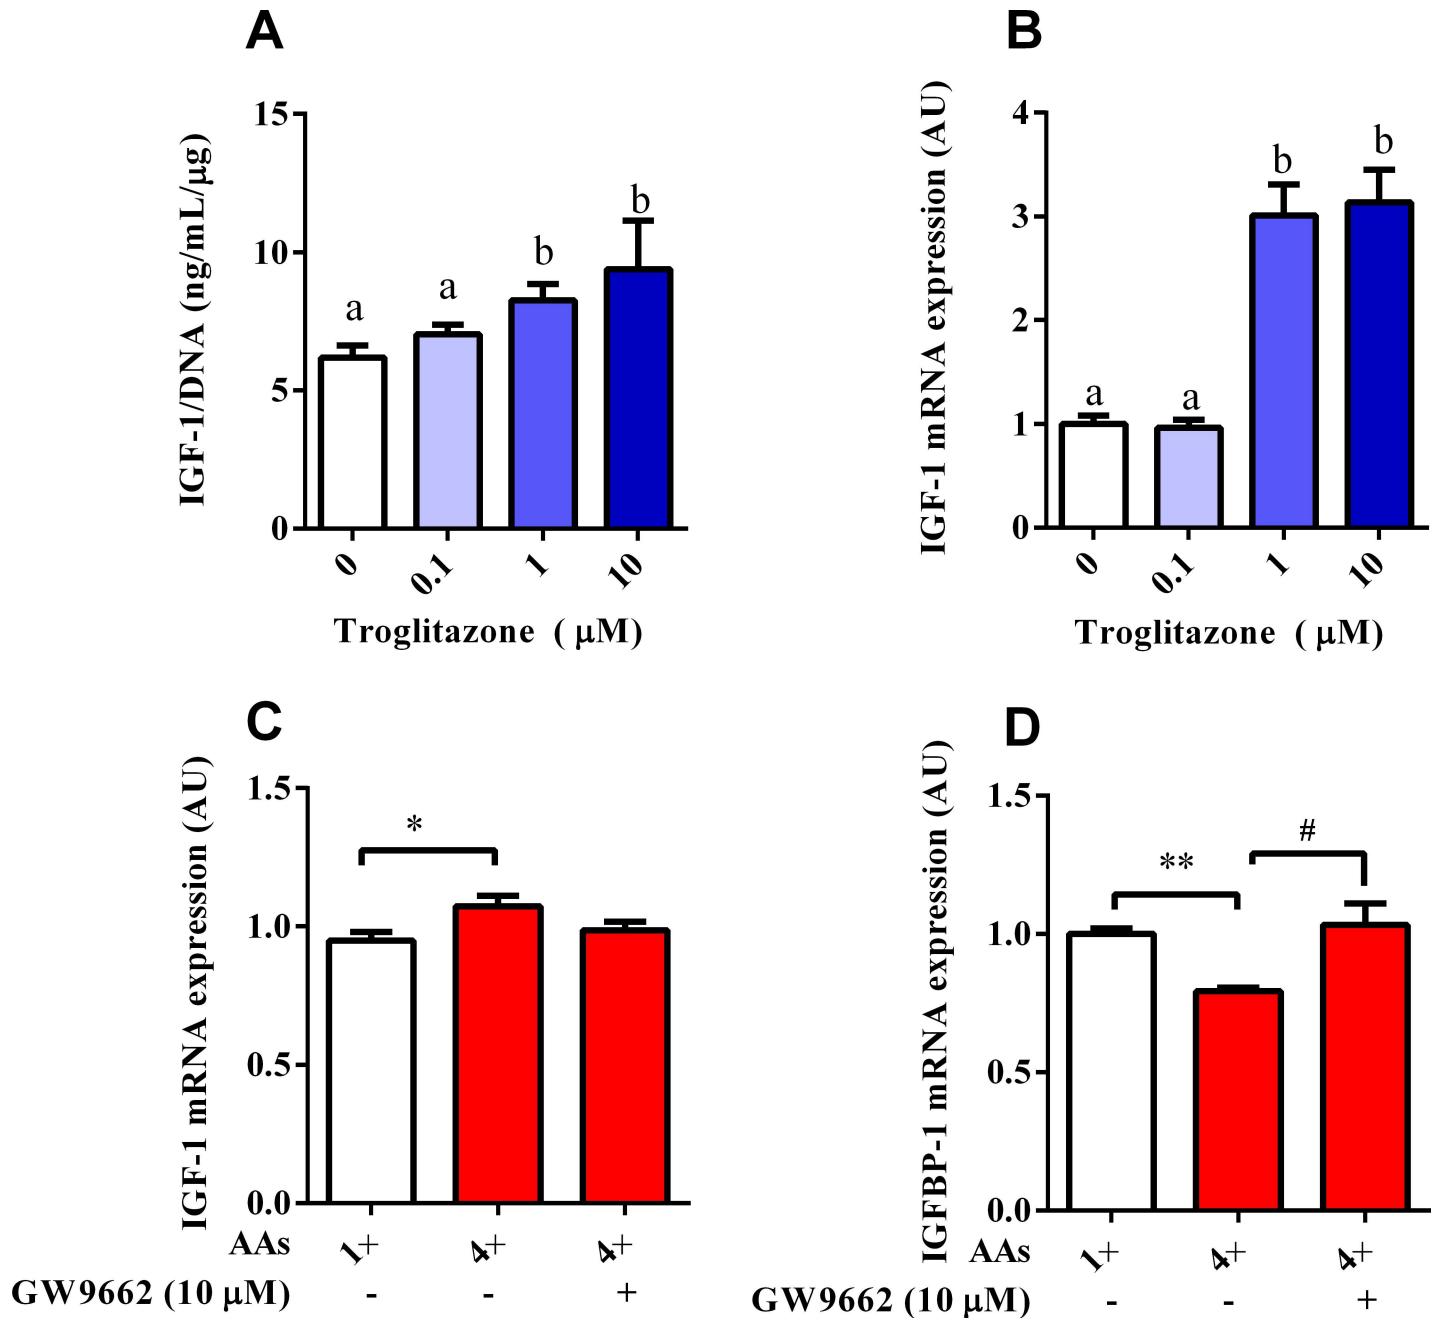 A
IGF-1/DNA (ng/mL/μg)
15
10
5
0
a
a
b
b
0
0.1
1
10
Troglitazone ( μM)
B
IGF-1 mRNA expression (AU)
4
3
2
1
0
a
a
b
b
0
0.1
1
10
Troglitazone ( μM)
C
IGF-1 mRNA expression (AU)
1.5
1.0
0.5
0.0
*
AAs 1+ 4+ 4+
GW9662 (10 μM) - - +
D
IGFBP-1 mRNA expression (AU)
1.5
1.0
0.5
0.0
**
#
AAs 1+ 4+ 4+
GW9662 (10 μM) - - +